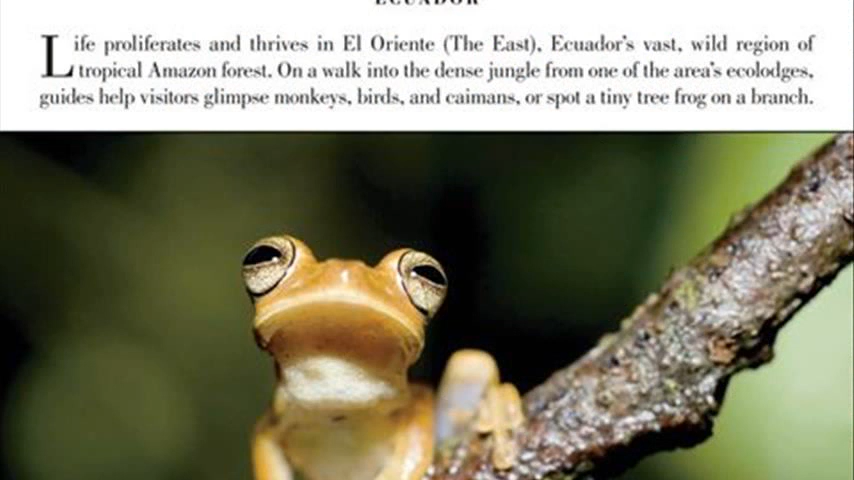 ECUADOR
Life proliferates and thrives in El Oriente (The East), Ecuador's vast, wild region of
tropical Amazon forest. On a walk into the dense jungle from one of the area's ecolodges,
guides help visitors glimpse monkeys, birds, and caimans, or spot a tiny tree frog on a branch.